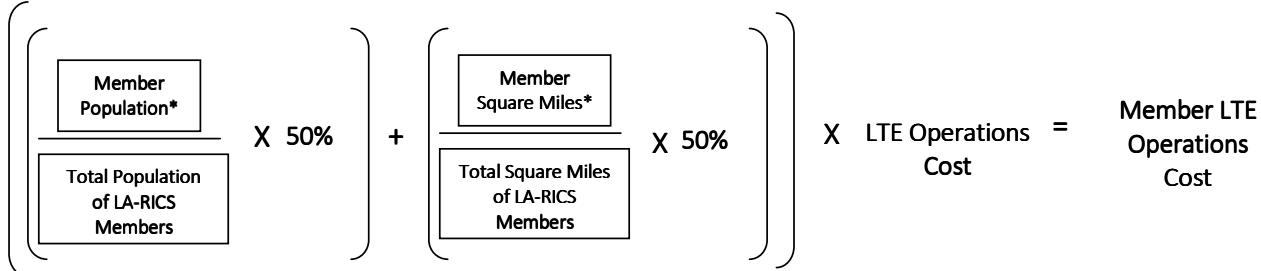 Member
Population*
X 50%
Total Population
of LA-RICS
Members
+
Member
Square Miles*
X 50%
Total Square Miles
of LA-RICS
Members
X
LTE Operations
Cost
=
Member LTE
Operations
Cost